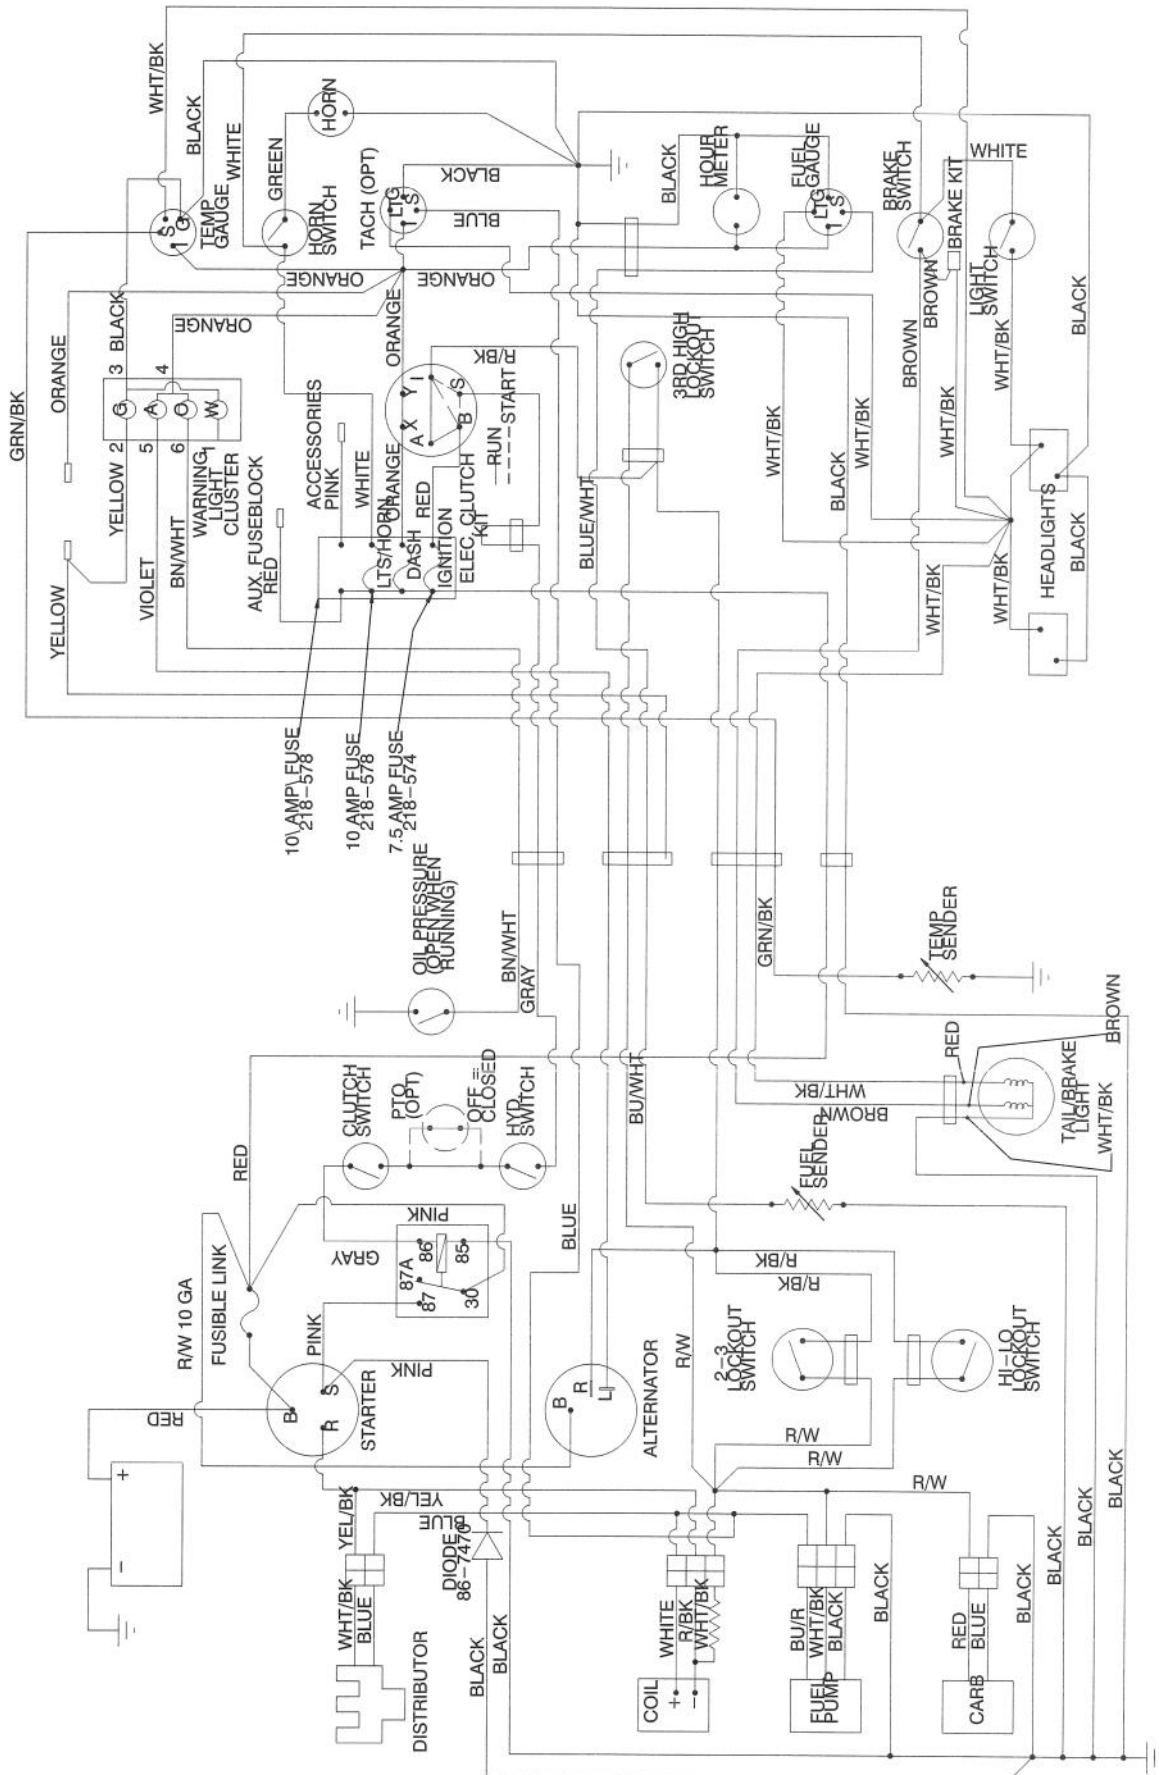 WHT/BK
BLACK
WHITE
GREEN
HORN
S
G
I
TEMP
GAUGE
HORN
SWITCH
TACH (OPT)
LTG
I S
BLACK
BLUE
BLACK
HOUR
METER
FUEL
GAUGE
LTG
I S
BRAKE
SWITCH
WHITE
BRAKE KIT
LIGHT
SWITCH
BLACK
GRN/BK
ORANGE
BLACK
ORANGE
ORANGE
ORANGE
ORANGE
R/BK
3
4
G
A
O
W
2
5
6
1
YELLOW
VIOLET
BN/WHT
WARNING
LIGHT
CLUSTER
YELLOW
AUX. FUSEBLOCK
RED
ACCESSORIES
PINK
WHITE
ORANGE
RED
LTS/HORN
DASH
IGNITION
Y I
X
A
S
B
RUN
START
ELEC. CLUTCH
KIT
3RD HIGH
LOCKOUT
SWITCH
BLUE/WHT
WHT/BK
BLACK
WHT/BK
BROWN
BROWN
WHT/BK
WHT/BK
WHT/BK
WHT/BK
HEADLIGHTS
BLACK
10\ AMP\ FUSE
218-578
10 AMP FUSE
218-578
7.5 AMP FUSE
218-574
OIL PRESSURE
(OPEN WHEN
RUNNING)
BN/WHT
GRAY
GRN/BK
TEMP
SENDER
CLUTCH
SWITCH
PTO
(OPT)
OFF =
CLOSED
HYD
SWITCH
RED
BU/WHT
WHT/BK
BROWN
RED
BROWN
TAIL/BRAKE
LIGHT
WHT/BK
FUEL
SENDER
R/W 10 GA
FUSIBLE LINK
PINK
GRAY
PINK
87A
86
85
87
30
BLUE
R/BK
R/BK
RED
B
S
R
STARTER
PINK
B
R
L
ALTERNATOR
R/W
2-3
LOCKOUT
SWITCH
HI-LO
LOCKOUT
SWITCH
R/W
R/W
R/W
+
-
YEL/BK
YEL/BK
BLUE
DIODE
86-7470
WHT/BK
BLUE
DISTRIBUTOR
BLACK
BLACK
WHITE
R/BK
WHT/BK
COIL
+
-
BU/R
WHT/BK
BLACK
FUEL
PUMP
BLACK
RED
BLUE
CARB
BLACK
BLACK
BLACK
BLACK